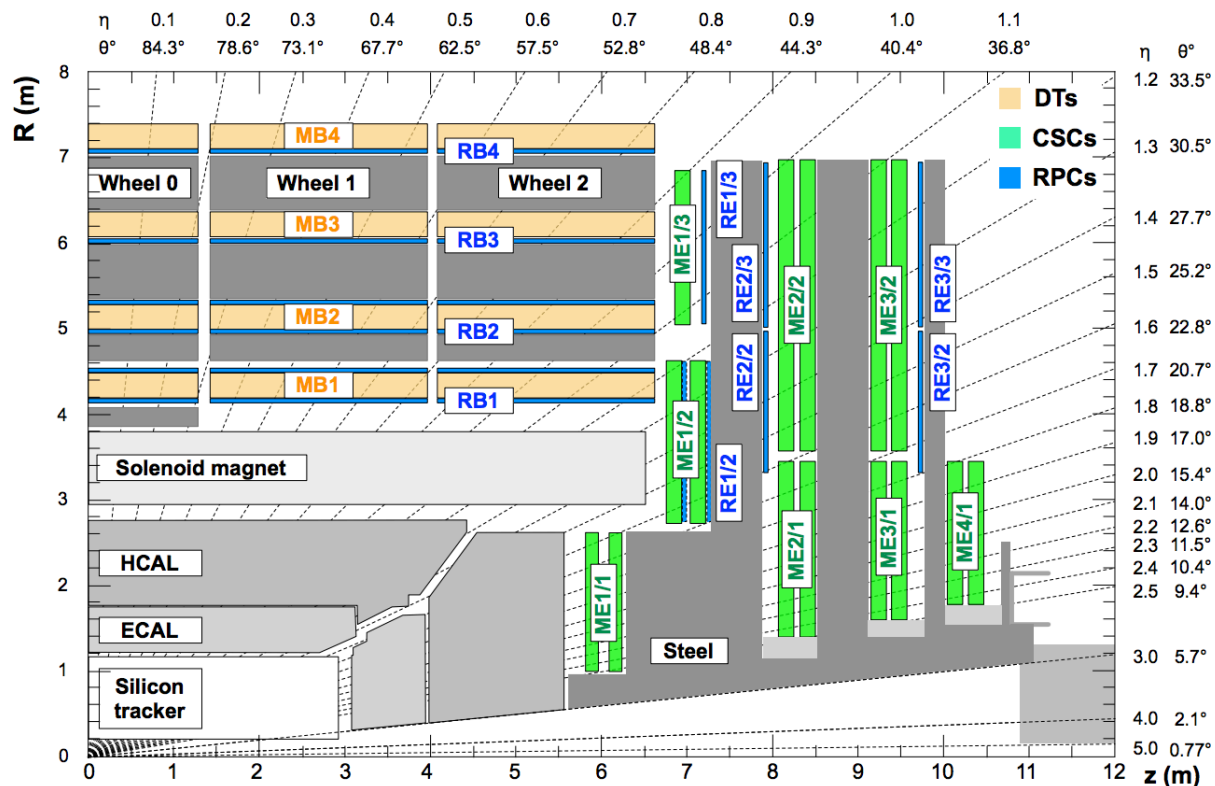 η 0.1 0.2 0.3 0.4 0.5 0.6 0.7 0.8 0.9 1.0 1.1
θ° 84.3° 78.6° 73.1° 67.7° 62.5° 57.5° 52.8° 48.4° 44.3° 40.4° 36.8° η θ°
R (m)
8
7
6
5
4
3
2
1
0
1.2 33.5°
1.3 30.5°
1.4 27.7°
1.5 25.2°
1.6 22.8°
1.7 20.7°
1.8 18.8°
1.9 17.0°
2.0 15.4°
2.1 14.0°
2.2 12.6°
2.3 11.5°
2.4 10.4°
2.5 9.4°
3.0 5.7°
4.0 2.1°
5.0 0.77°
DTs
CSCs
RPCs
MB4
RB4
Wheel 0 Wheel 1 Wheel 2
MB3
RB3
MB2
RB2
MB1
RB1
Solenoid magnet
HCAL
ECAL
Silicon
tracker
Steel
ME1/3
RE1/3
RE2/3
ME2/2
ME3/2
RE3/3
ME1/2
RE2/2
RE3/2
RE1/2
ME1/1
ME2/1
ME3/1
ME4/1
0 1 2 3 4 5 6 7 8 9 10 11 12
z (m)